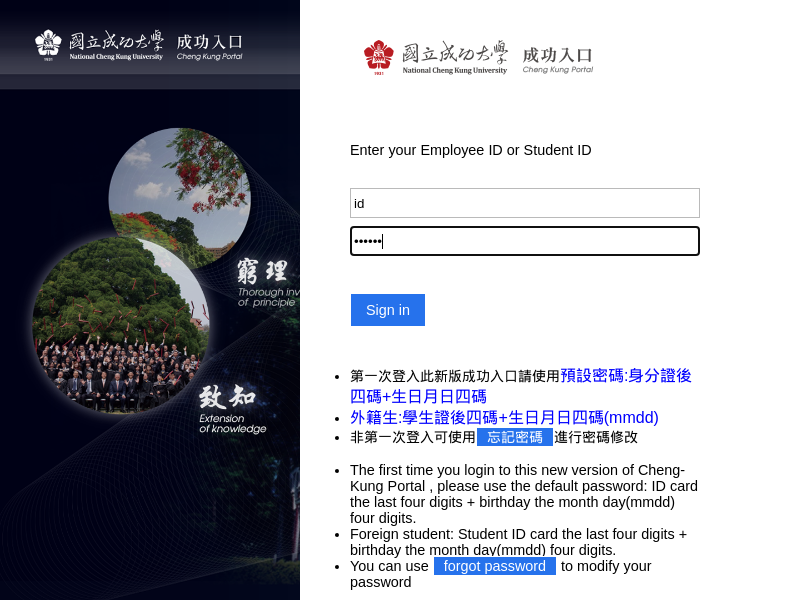 國立成功大學 成功入口
National Cheng Kung University Cheng Kung Portal
1931
窮理
Thorough inv
of principle
致知
Extension
of knowledge
國立成功大學 成功入口
National Cheng Kung University Cheng Kung Portal
1931
Enter your Employee ID or Student ID
id
••••••
Sign in
第一次登入此新版成功入口請使用預設密碼:身分證後
四碼+生日月日四碼
外籍生:學生證後四碼+生日月日四碼(mmdd)
非第一次登入可使用 忘記密碼 進行密碼修改
The first time you login to this new version of Cheng-
Kung Portal , please use the default password: ID card
the last four digits + birthday the month day(mmdd)
four digits.
Foreign student: Student ID card the last four digits +
birthday the month day(mmdd) four digits.
You can use forgot password to modify your
password